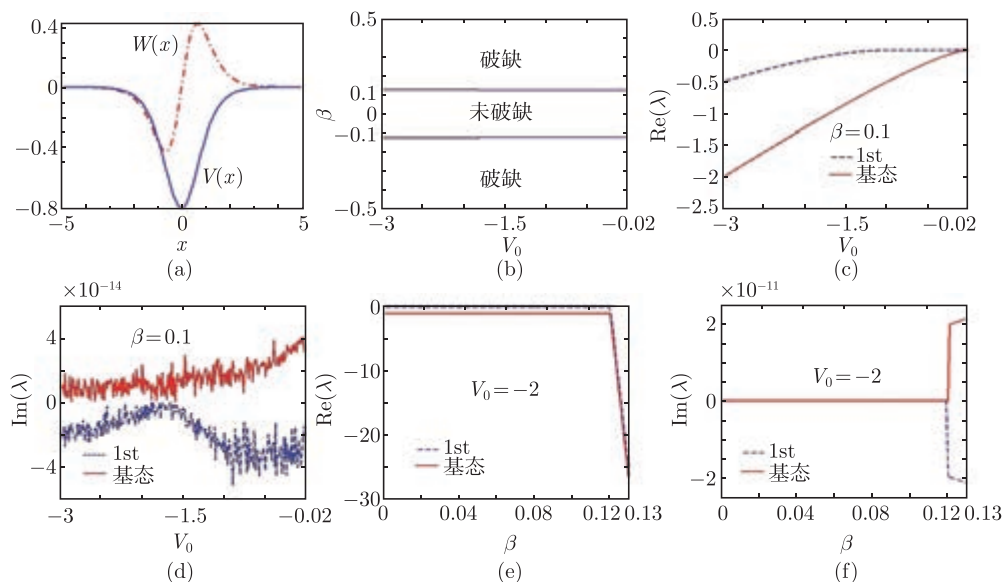 0.4
0
−0.4
−0.8
W(x)
V(x)
−5
0
5
x
(a)
0.5
0.1
0
−0.1
−0.5
β
破缺
未破缺
破缺
−3
−1.5
−0.02
V0
(b)
0.5
0
−0.5
−1
−1.5
−2
−2.5
Re(λ)
β=0.1
1st
基态
−3
−1.5
−0.02
V0
(c)
×10−14
4
0
−4
Im(λ)
β=0.1
1st
基态
−3
−1.5
−0.02
V0
(d)
0
−10
−20
−30
Re(λ)
V0=−2
1st
基态
0
0.04
0.08
0.12
0.13
β
(e)
×10−11
2
0
−2
Im(λ)
V0=−2
1st
基态
0
0.04
0.08
0.12
0.13
β
(f)